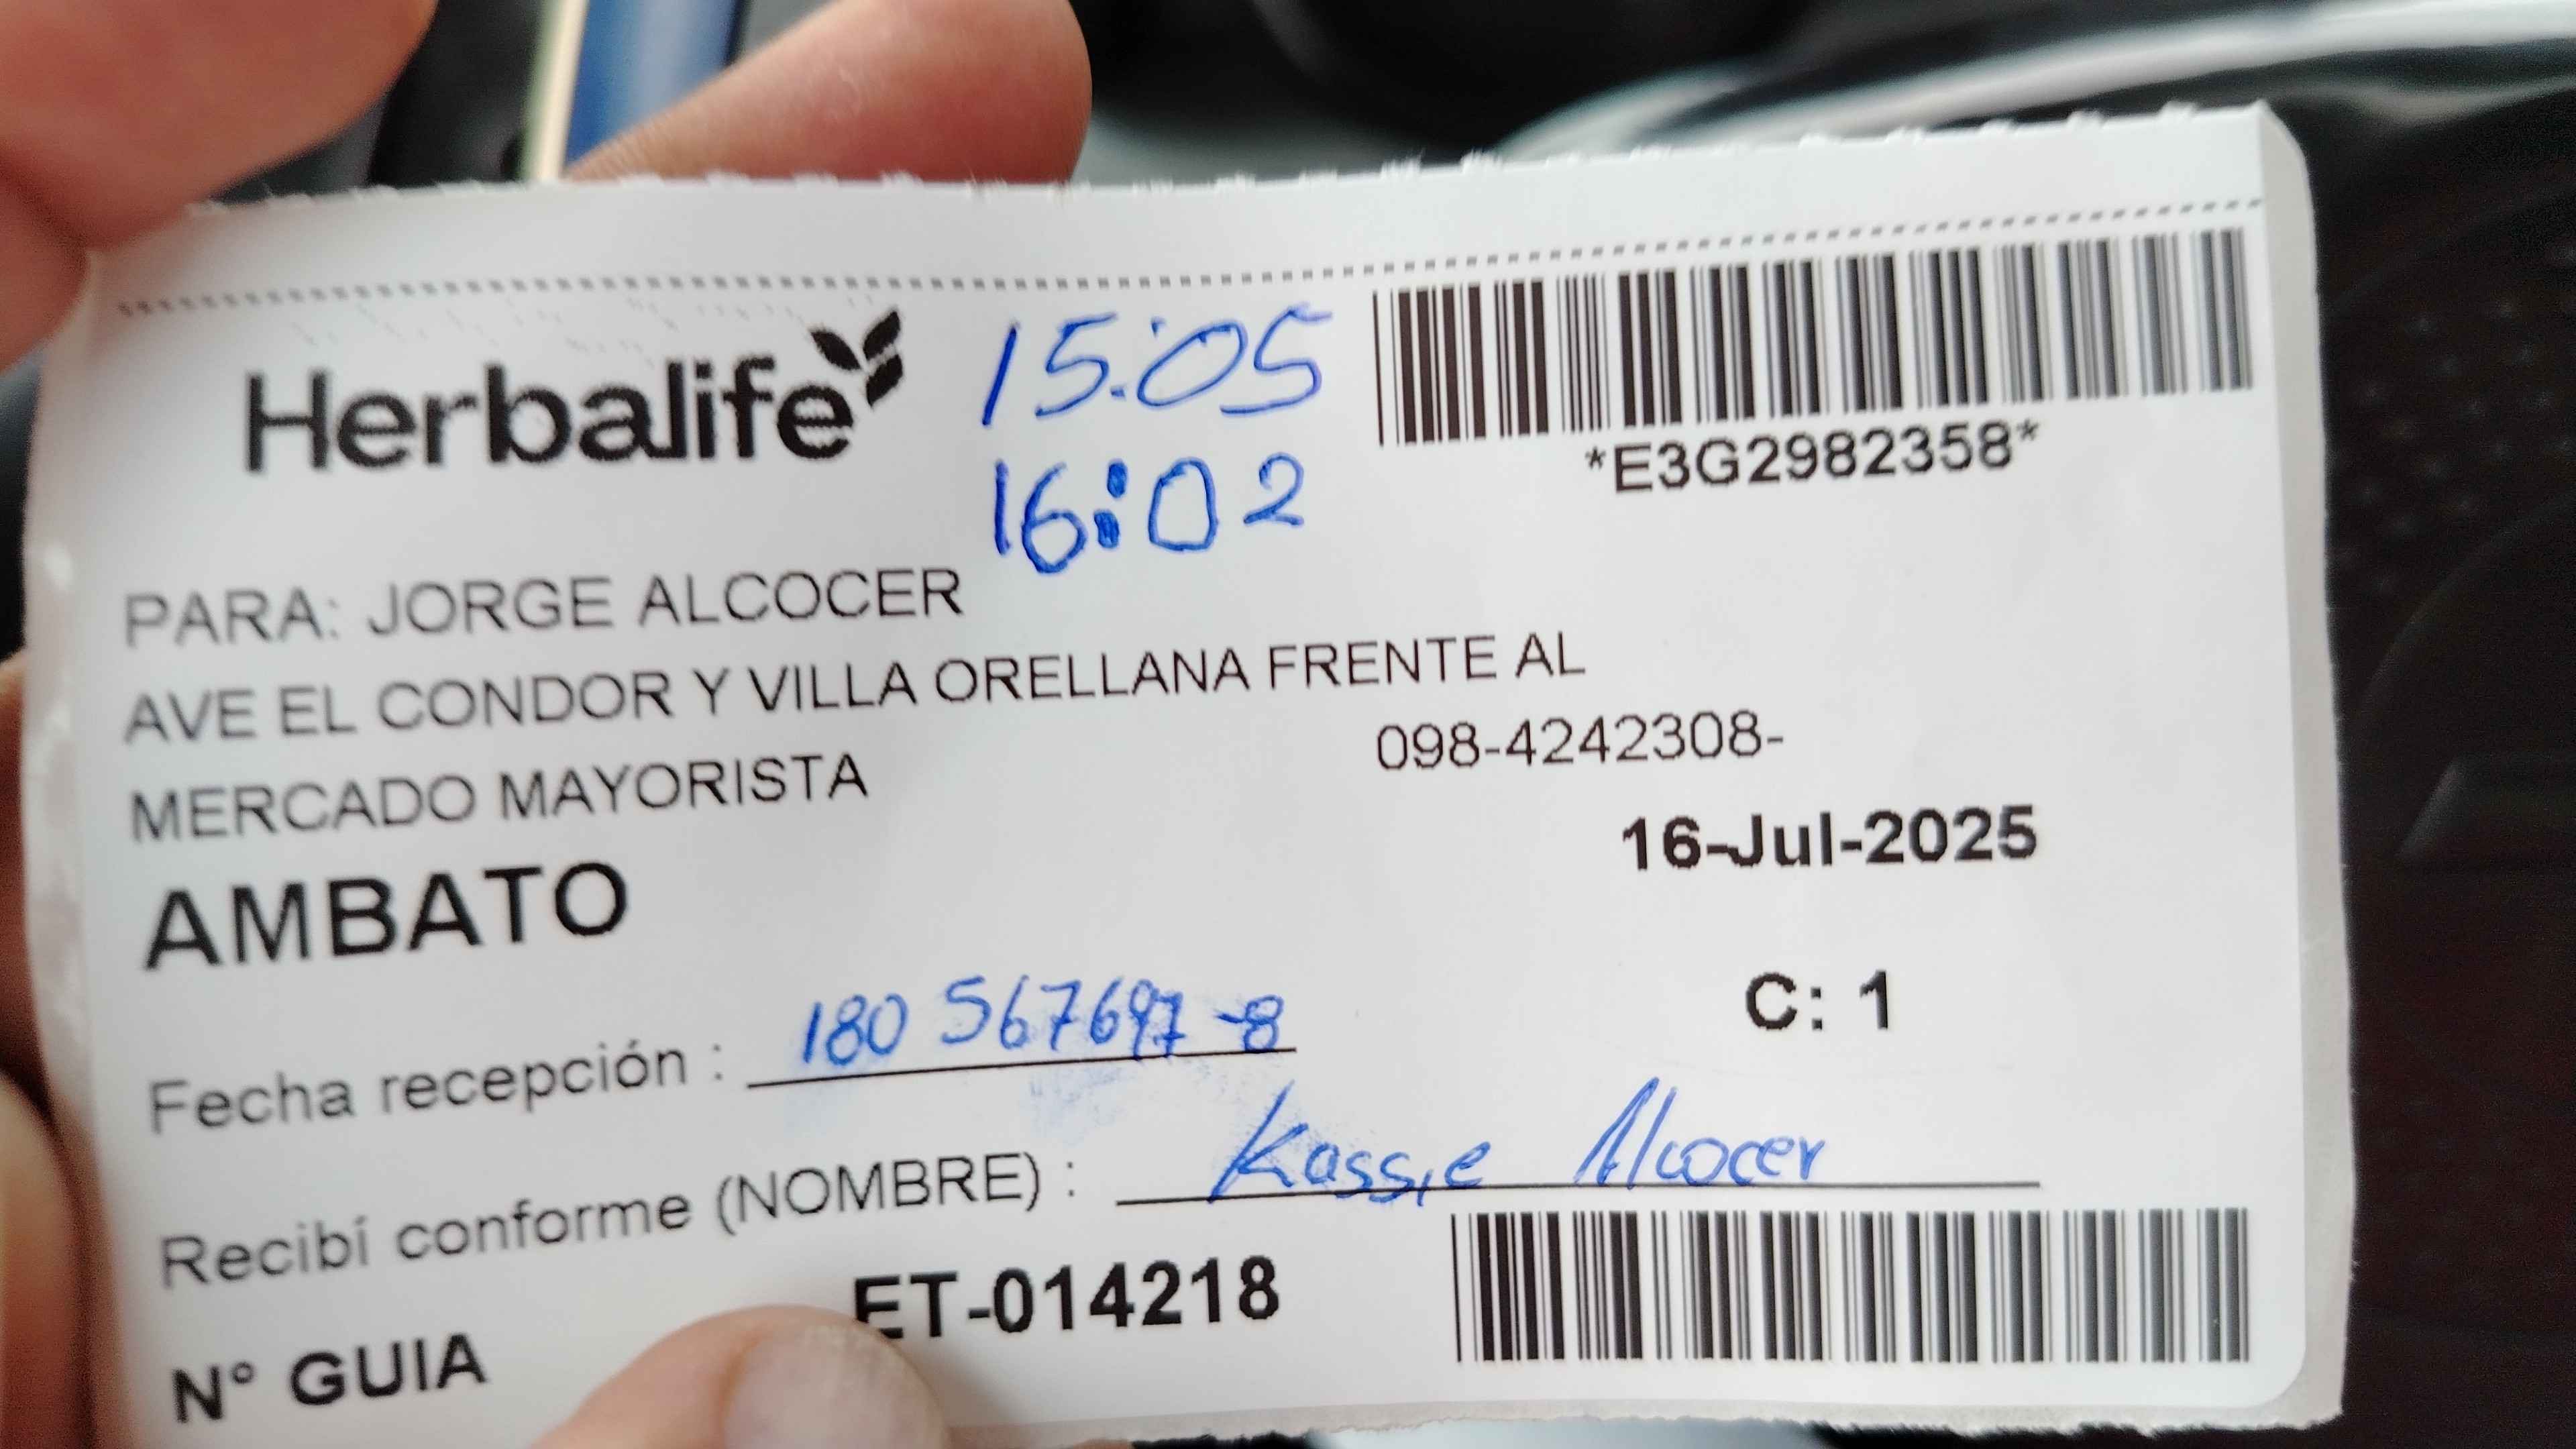 Herbalife
15:05
16:02
*E3G2982358*
PARA: JORGE ALCOCER
AVE EL CONDOR Y VILLA ORELLANA FRENTE AL
MERCADO MAYORISTA
098-4242308-
16-Jul-2025
AMBATO
C: 1
Fecha recepción : 180 567697-8
Recibí conforme (NOMBRE) : Kassie Alcocer
N° GUIA ET-014218